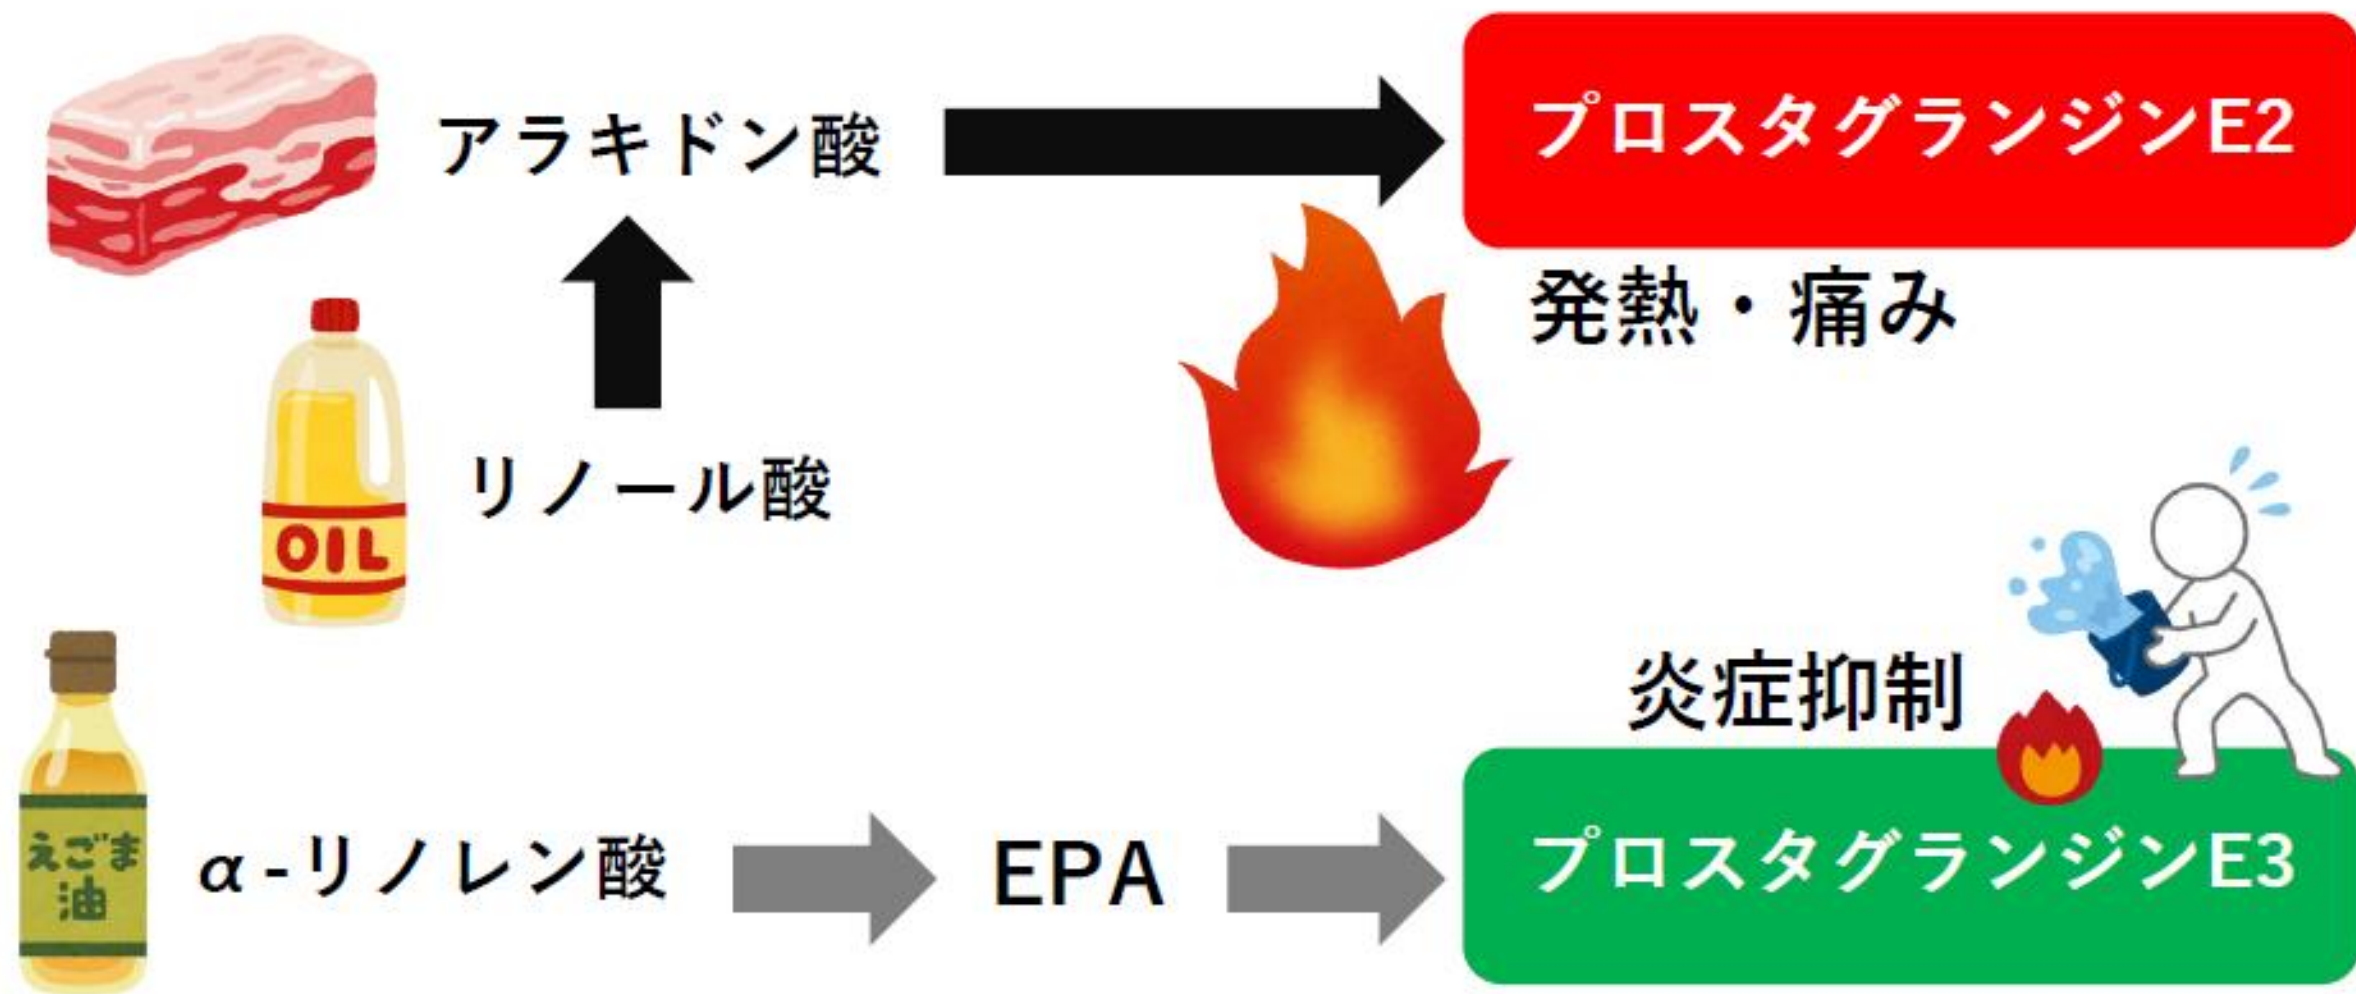 アラキドン酸
プロスタグランジンE2
発熱・痛み
リノール酸
OIL
炎症抑制
えごま
油
α-リノレン酸
EPA
プロスタグランジンE3